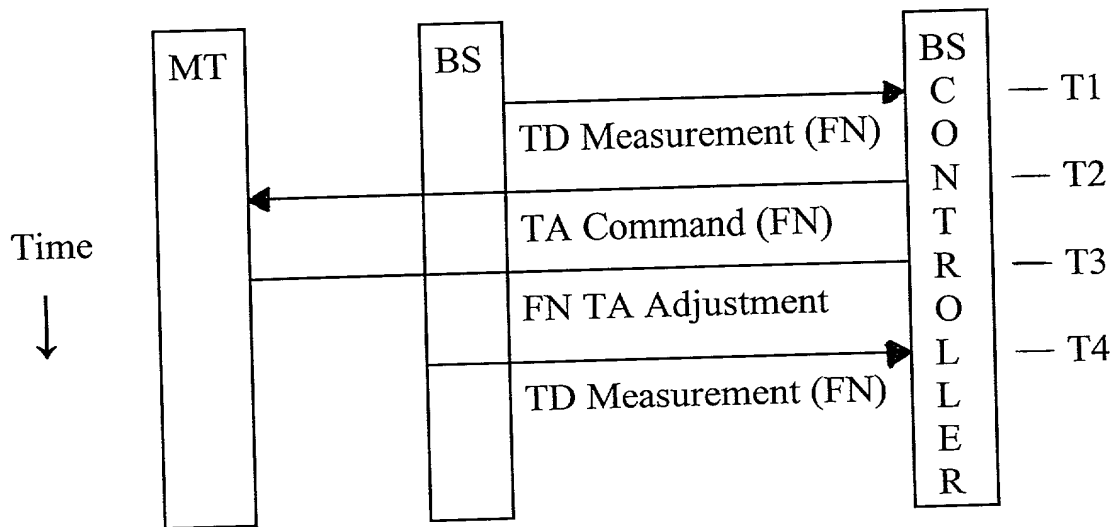 MT
BS
BS
C
O
N
T
R
O
L
L
E
R
T1
TD Measurement (FN)
T2
TA Command (FN)
Time
T3
FN TA Adjustment
T4
TD Measurement (FN)